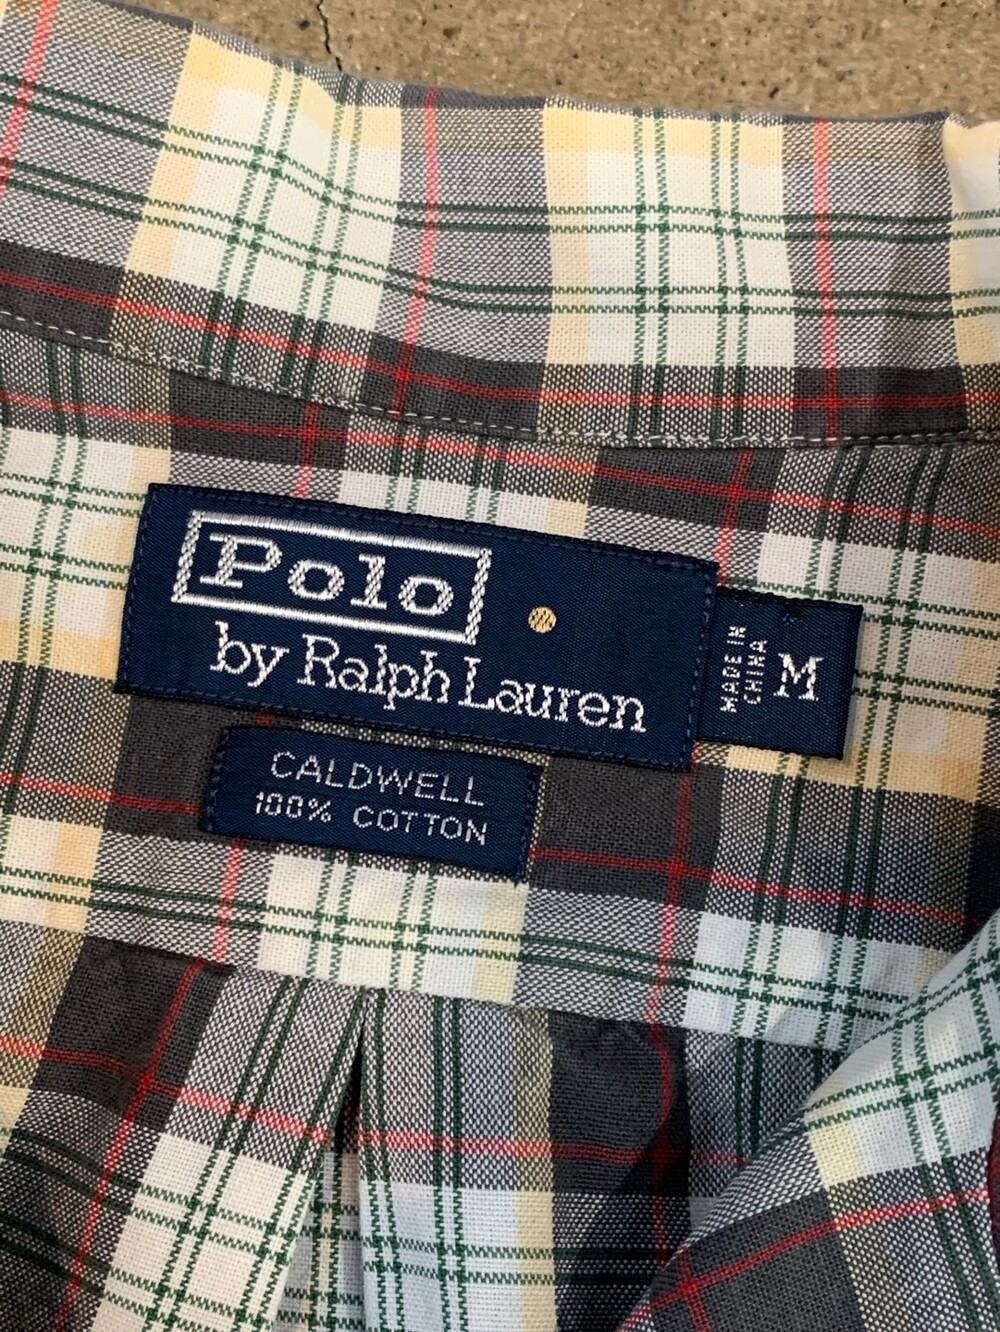 Polo
by Ralph Lauren
MADE IN
CHINA
M
CALDWELL
100% COTTON